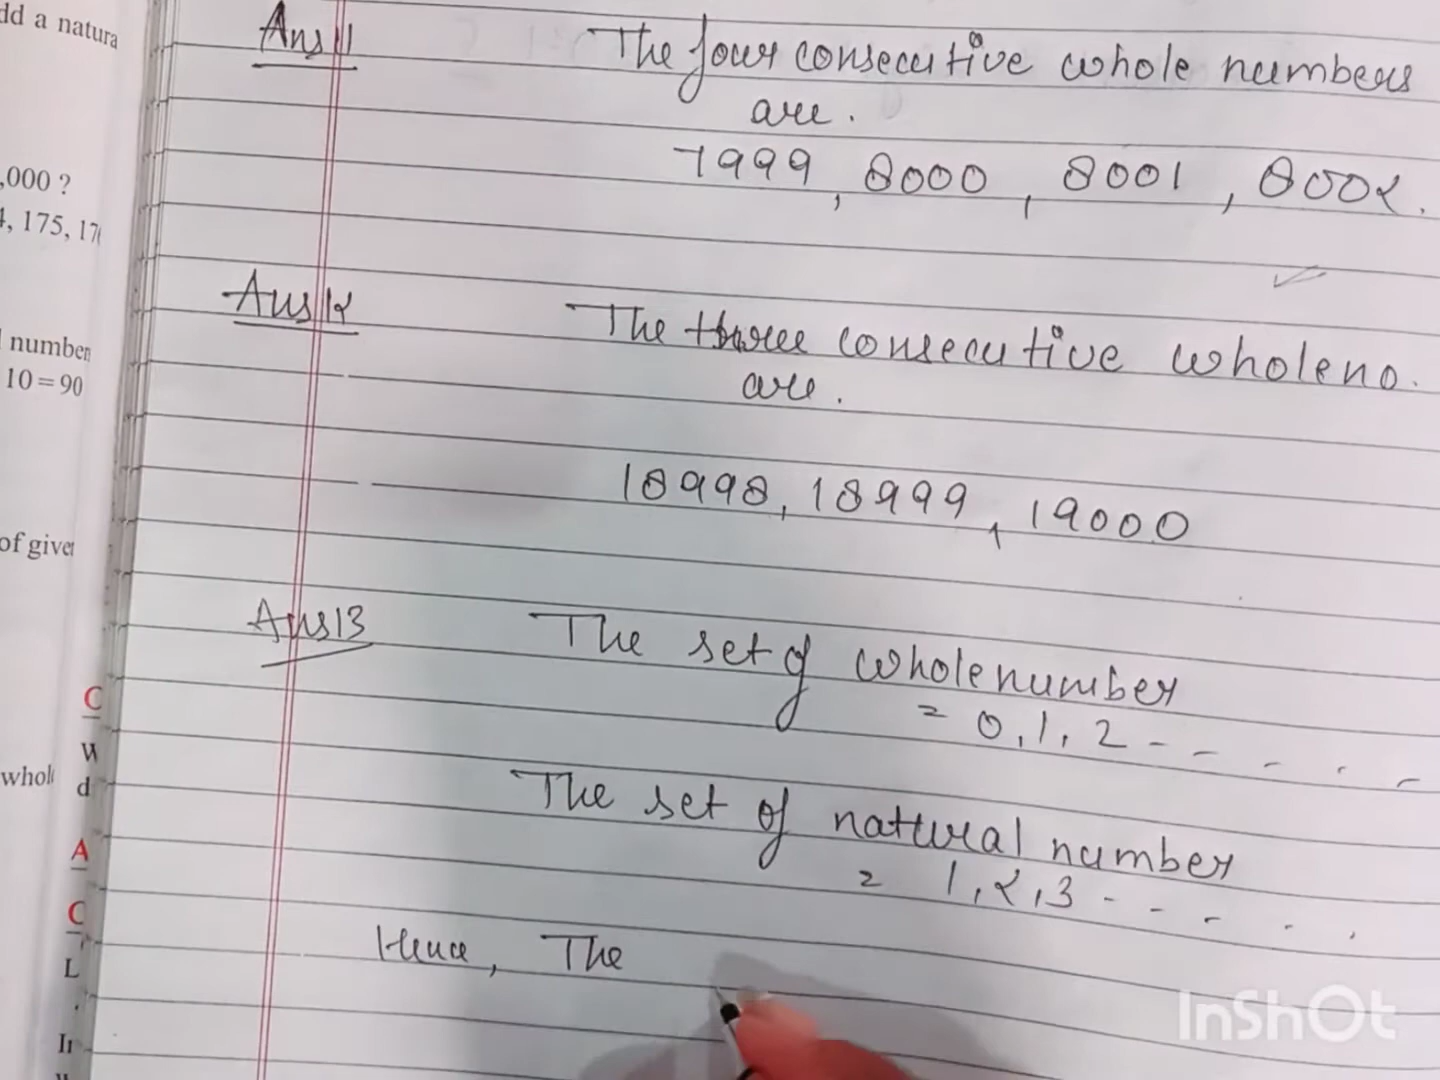 dd a natura
,000 ?
4, 175, 17
number
10 = 90
of give
whol
C
W
d
A
C
L
Ans 11 The four consecutive whole numbers
are.
7999, 8000, 8001, 8002.
Ans 12 The three consecutive whole no.
are.
18998, 18999, 19000
Ans 13 The set of whole number
= 0, 1, 2 - - - - -
The set of natural number
= 1, 2, 3 - - - - -
Hence, The
InShOt